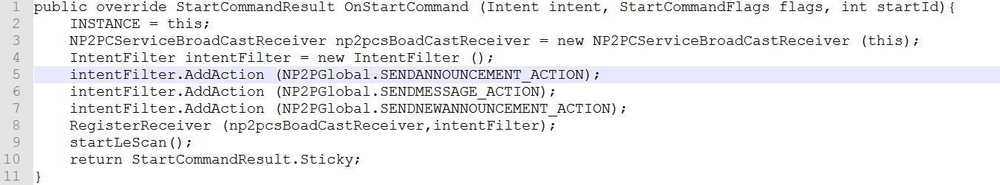 1 public override StartCommandResult OnStartCommand (Intent intent, StartCommandFlags flags, int startId){
2     INSTANCE = this;
3     NP2PCServiceBroadCastReceiver np2pcsBoadCastReceiver = new NP2PCServiceBroadCastReceiver (this);
4     IntentFilter intentFilter = new IntentFilter ();
5     intentFilter.AddAction (NP2PGlobal.SENDANNOUNCEMENT_ACTION);
6     intentFilter.AddAction (NP2PGlobal.SENDMESSAGE_ACTION);
7     intentFilter.AddAction (NP2PGlobal.SENDNEWANNOUNCEMENT_ACTION);
8     RegisterReceiver (np2pcsBoadCastReceiver,intentFilter);
9     startLeScan();
10     return StartCommandResult.Sticky;
11 }